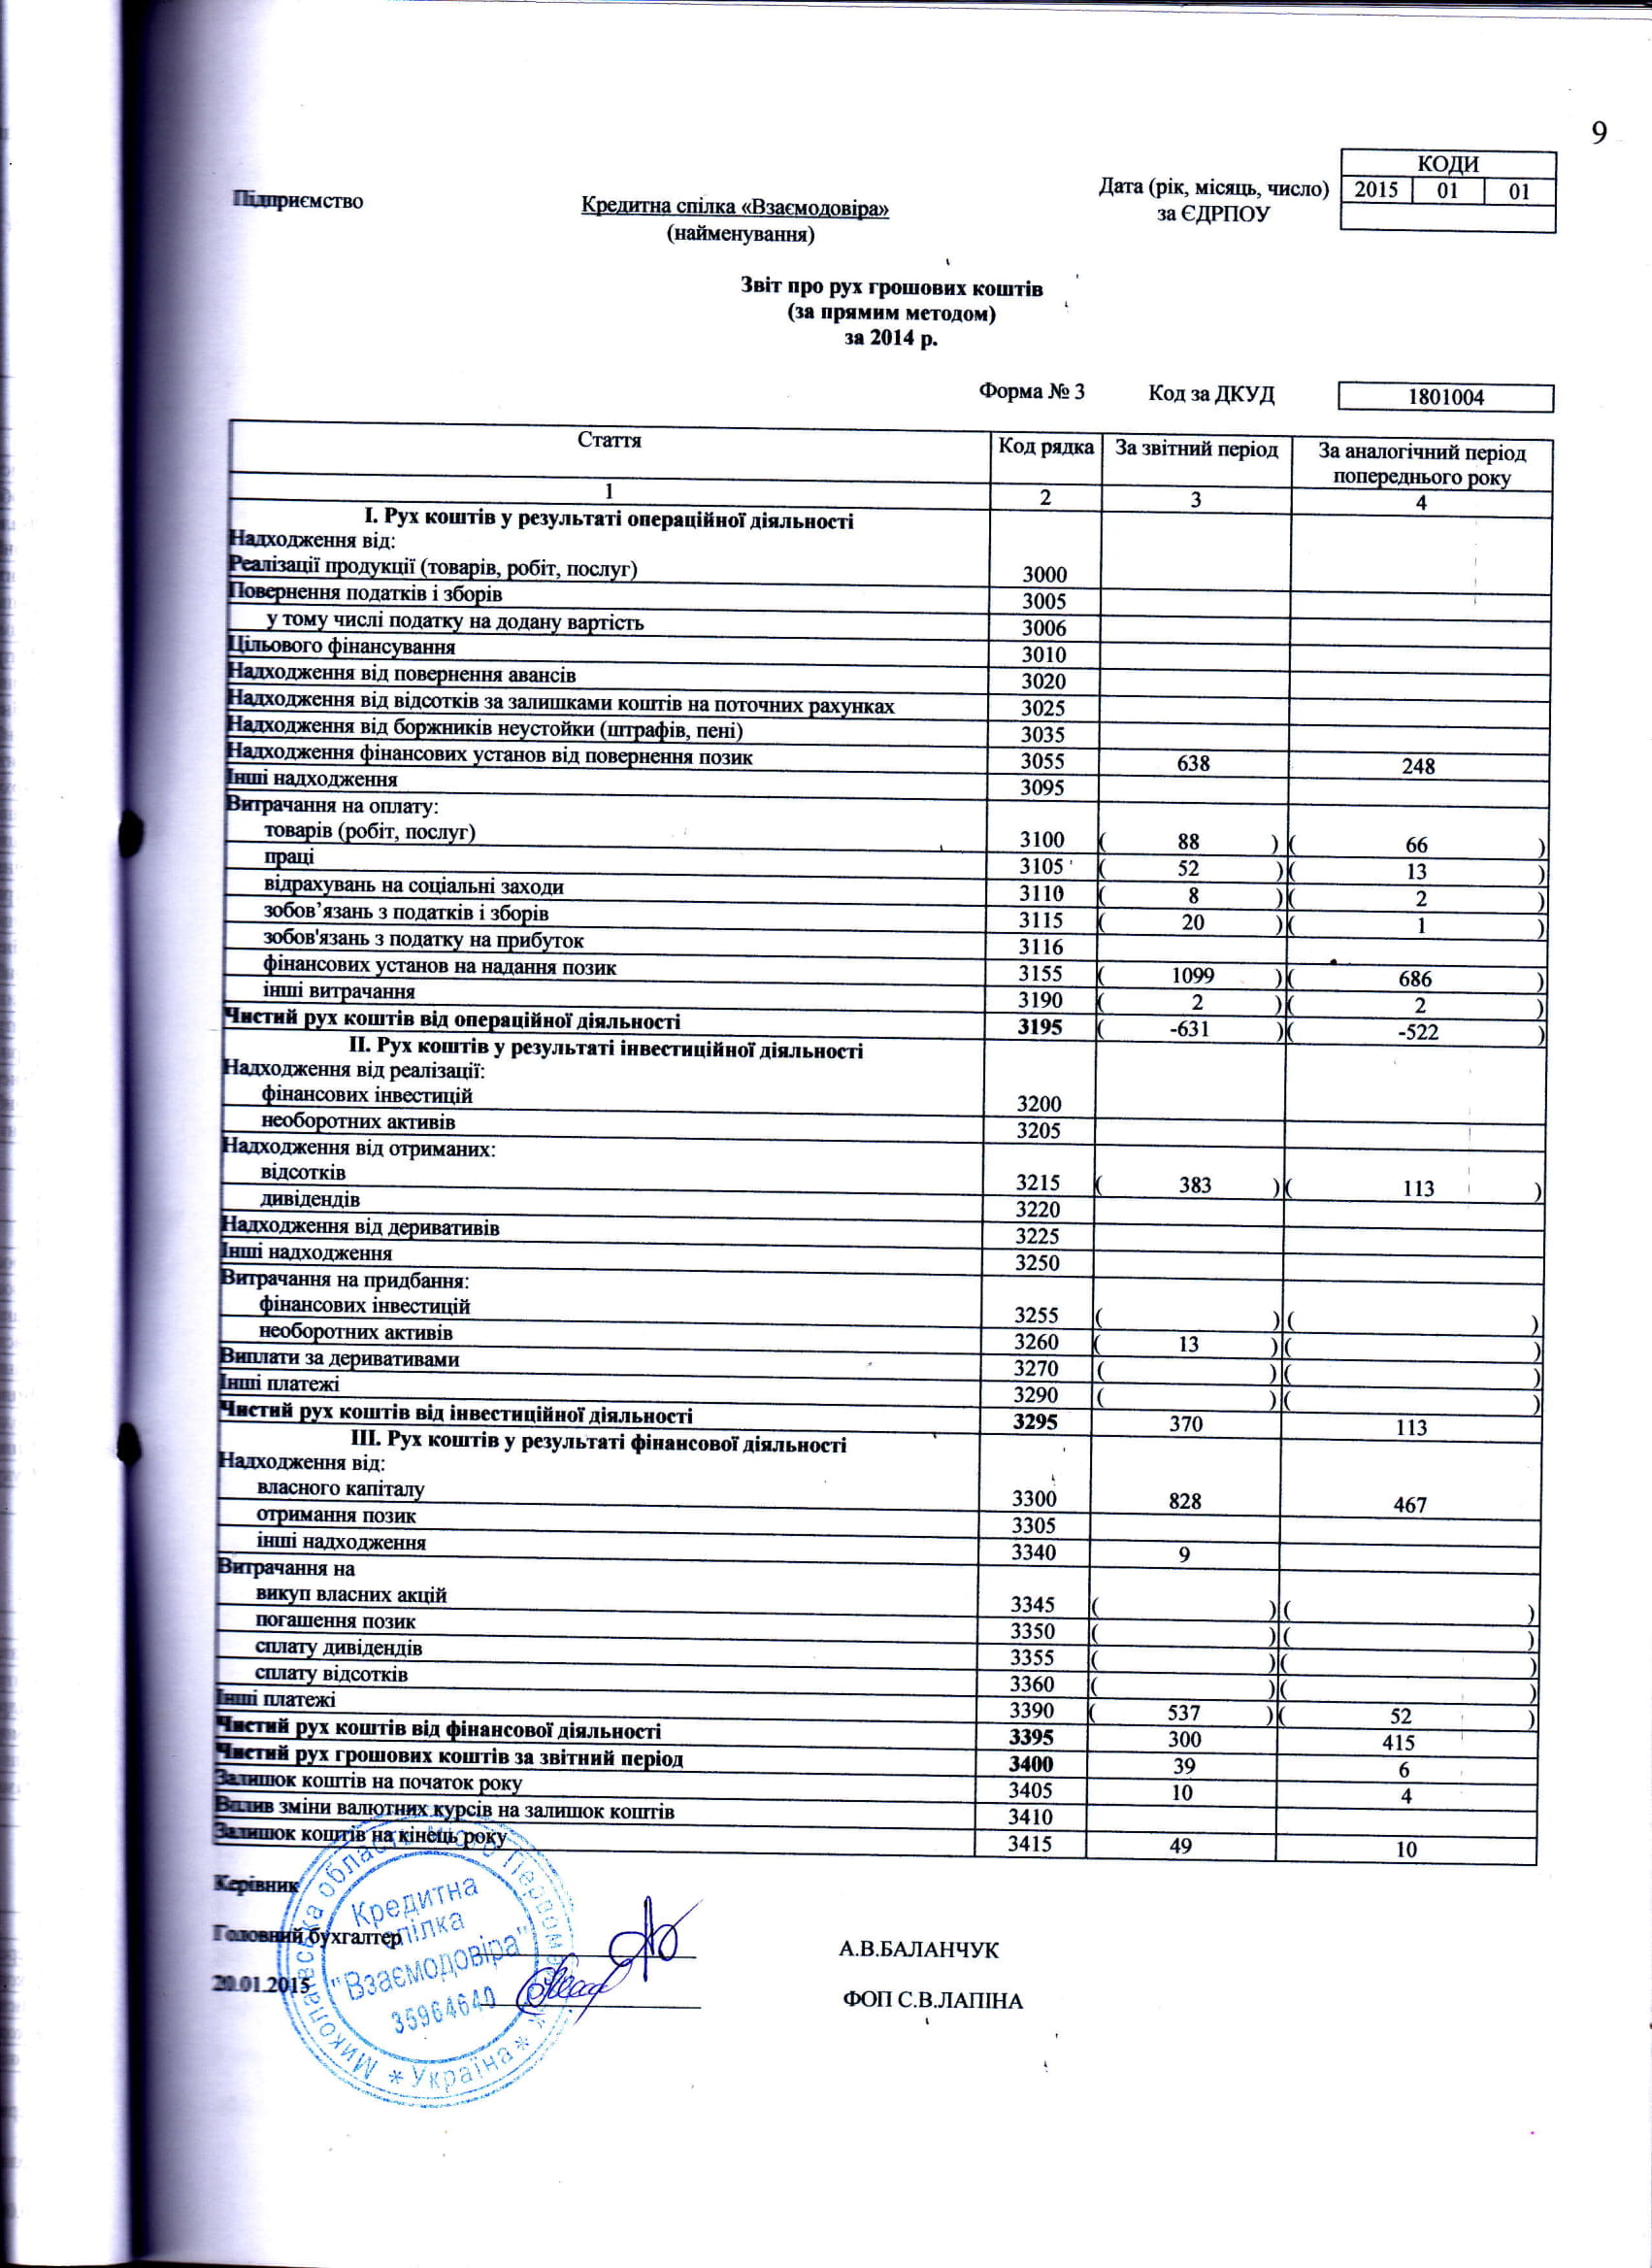 9
КОДИ
Дата (рік, місяць, число) 2015 01 01
Підприємство Кредитна спілка «Взаємодовіра» за ЄДРПОУ
(найменування)
Звіт про рух грошових коштів
(за прямим методом)
за 2014 р.
Форма № 3 Код за ДКУД 1801004
Стаття Код рядка За звітний період За аналогічний період попереднього року
1 2 3 4
І. Рух коштів у результаті операційної діяльності
Надходження від:
Реалізації продукції (товарів, робіт, послуг) 3000
Повернення податків і зборів 3005
у тому числі податку на додану вартість 3006
Цільового фінансування 3010
Надходження від повернення авансів 3020
Надходження від відсотків за залишками коштів на поточних рахунках 3025
Надходження від боржників неустойки (штрафів, пені) 3035
Надходження фінансових установ від повернення позик 3055 638 248
Інші надходження 3095
Витрачання на оплату:
товарів (робіт, послуг) 3100 ( 88 ) ( 66 )
праці 3105 ( 52 ) ( 13 )
відрахувань на соціальні заходи 3110 ( 8 ) ( 2 )
зобов’язань з податків і зборів 3115 ( 20 ) ( 1 )
зобов'язань з податку на прибуток 3116
фінансових установ на надання позик 3155 ( 1099 ) ( 686 )
інші витрачання 3190 ( 2 ) ( 2 )
Чистий рух коштів від операційної діяльності 3195 ( -631 ) ( -522 )
ІІ. Рух коштів у результаті інвестиційної діяльності
Надходження від реалізації:
фінансових інвестицій 3200
необоротних активів 3205
Надходження від отриманих:
відсотків 3215 ( 383 ) ( 113 )
дивідендів 3220
Надходження від деривативів 3225
Інші надходження 3250
Витрачання на придбання:
фінансових інвестицій 3255 ( ) ( )
необоротних активів 3260 ( 13 ) ( )
Виплати за деривативами 3270 ( ) ( )
Інші платежі 3290 ( ) ( )
Чистий рух коштів від інвестиційної діяльності 3295 370 113
ІІІ. Рух коштів у результаті фінансової діяльності
Надходження від:
власного капіталу 3300 828 467
отримання позик 3305
інші надходження 3340 9
Витрачання на
викуп власних акцій 3345 ( ) ( )
погашення позик 3350 ( ) ( )
сплату дивідендів 3355 ( ) ( )
сплату відсотків 3360 ( ) ( )
Інші платежі 3390 ( 537 ) ( 52 )
Чистий рух коштів від фінансової діяльності 3395 300 415
Чистий рух грошових коштів за звітний період 3400 39 6
Залишок коштів на початок року 3405 10 4
Вплив зміни валютних курсів на залишок коштів 3410
Залишок коштів на кінець року 3415 49 10
Керівник
Головний бухгалтер А.В.БАЛАНЧУК
20.01.2015 ФОП С.В.ЛАПІНА
Миколаївська область місто
* Україна *
Кредитна
спілка
"Взаємодовіра"
35964640